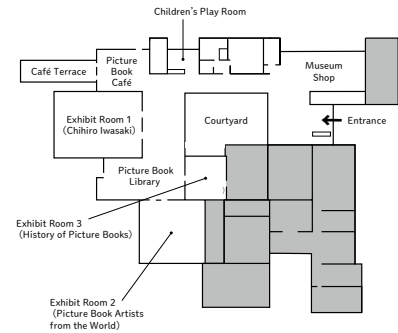 Children's Play Room
Picture
Book
Café
Café Terrace
Museum
Shop
Exhibit Room 1
(Chihiro Iwasaki)
Courtyard
Entrance
Picture Book
Library
Exhibit Room 3
(History of Picture Books)
Exhibit Room 2
(Picture Book Artists
from the World)